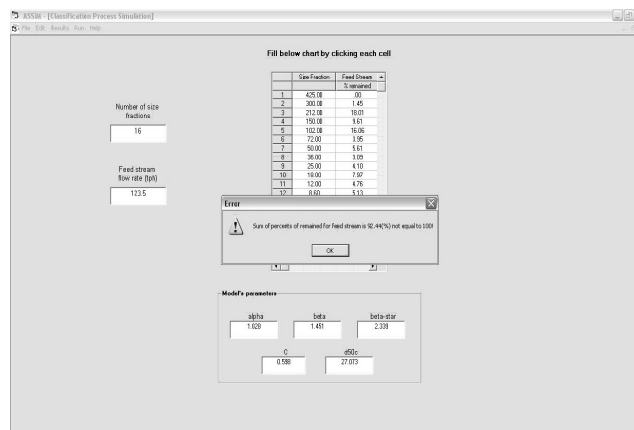 ASSIM - [Classification Process Simulation]
File Edit Results Run Help
Fill below chart by clicking each cell
Size Fraction Feed Stream
% remained
1 425.00 .00
2 300.00 1.45
3 212.00 18.01
4 150.00 9.61
5 102.00 16.06
6 72.00 3.95
7 50.00 5.61
8 36.00 3.09
9 25.00 4.10
10 18.00 7.97
11 12.00 4.76
12 8.60 5.13
Number of size
fractions
16
Feed stream
flow rate (tph)
123.5
Error
Sum of percents of remained for feed stream is 92.44(%) not equal to 100!
OK
Model's parameters
alpha beta beta-star
1.028 1.451 2.339
C d50c
0.598 27.073